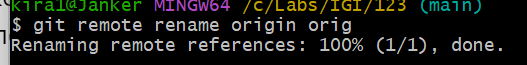 kiral@Janker MINGW64 /c/Labs/IGI/123 (main)
$ git remote rename origin orig
Renaming remote references: 100% (1/1), done.